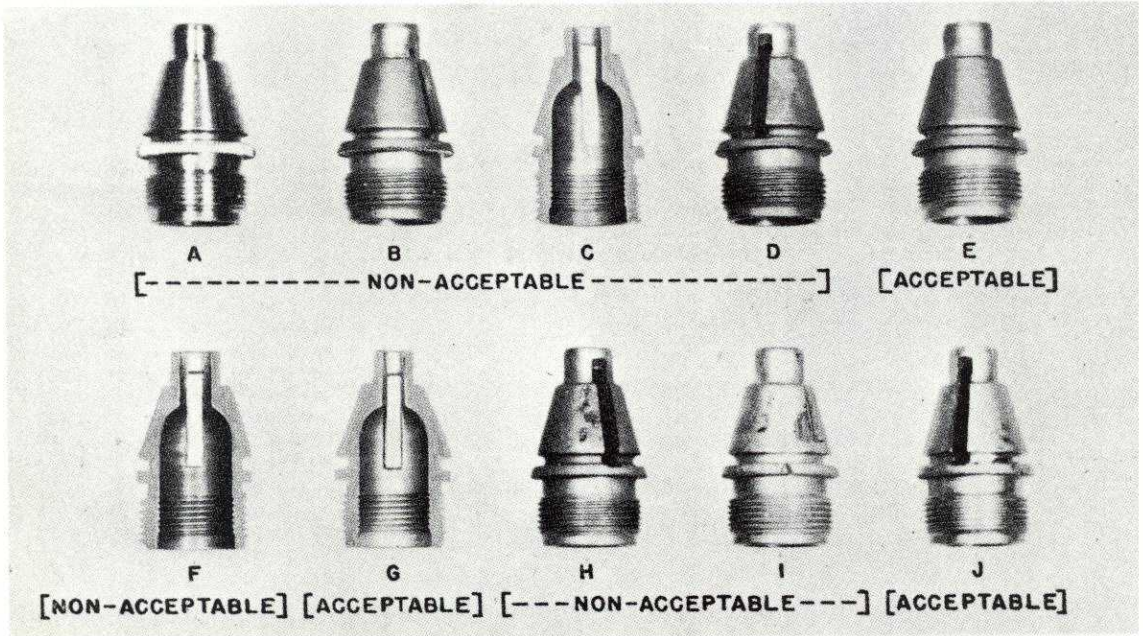 A B C D E
[------------NON-ACCEPTABLE------------] [ACCEPTABLE]
F G H I J
[NON-ACCEPTABLE] [ACCEPTABLE] [---NON-ACCEPTABLE---] [ACCEPTABLE]